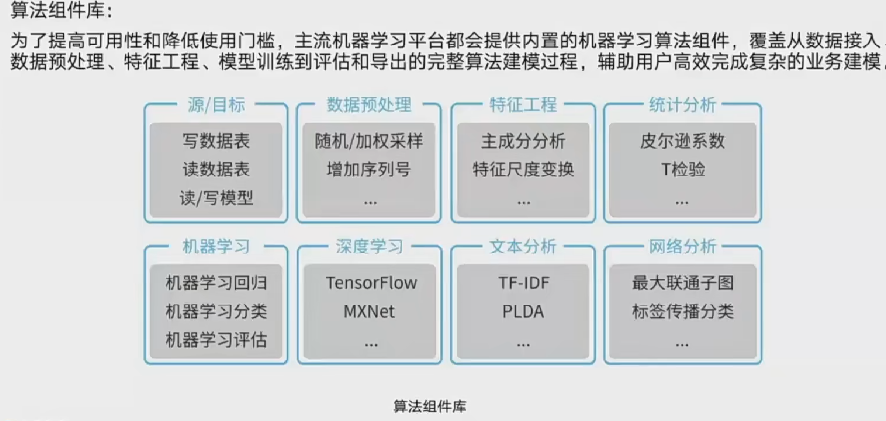 算法组件库：
为了提高可用性和降低使用门槛，主流机器学习平台都会提供内置的机器学习算法组件，覆盖从数据接入、
数据预处理、特征工程、模型训练到评估和导出的完整算法建模过程，辅助用户高效完成复杂的业务建模。
源/目标 数据预处理 特征工程 统计分析
写数据表 随机/加权采样 主成分分析 皮尔逊系数
读数据表 增加序列号 特征尺度变换 T检验
读/写模型 ... ... ...
机器学习 深度学习 文本分析 网络分析
机器学习回归 TensorFlow TF-IDF 最大联通子图
机器学习分类 MXNet PLDA 标签传播分类
机器学习评估 ... ... ...
算法组件库